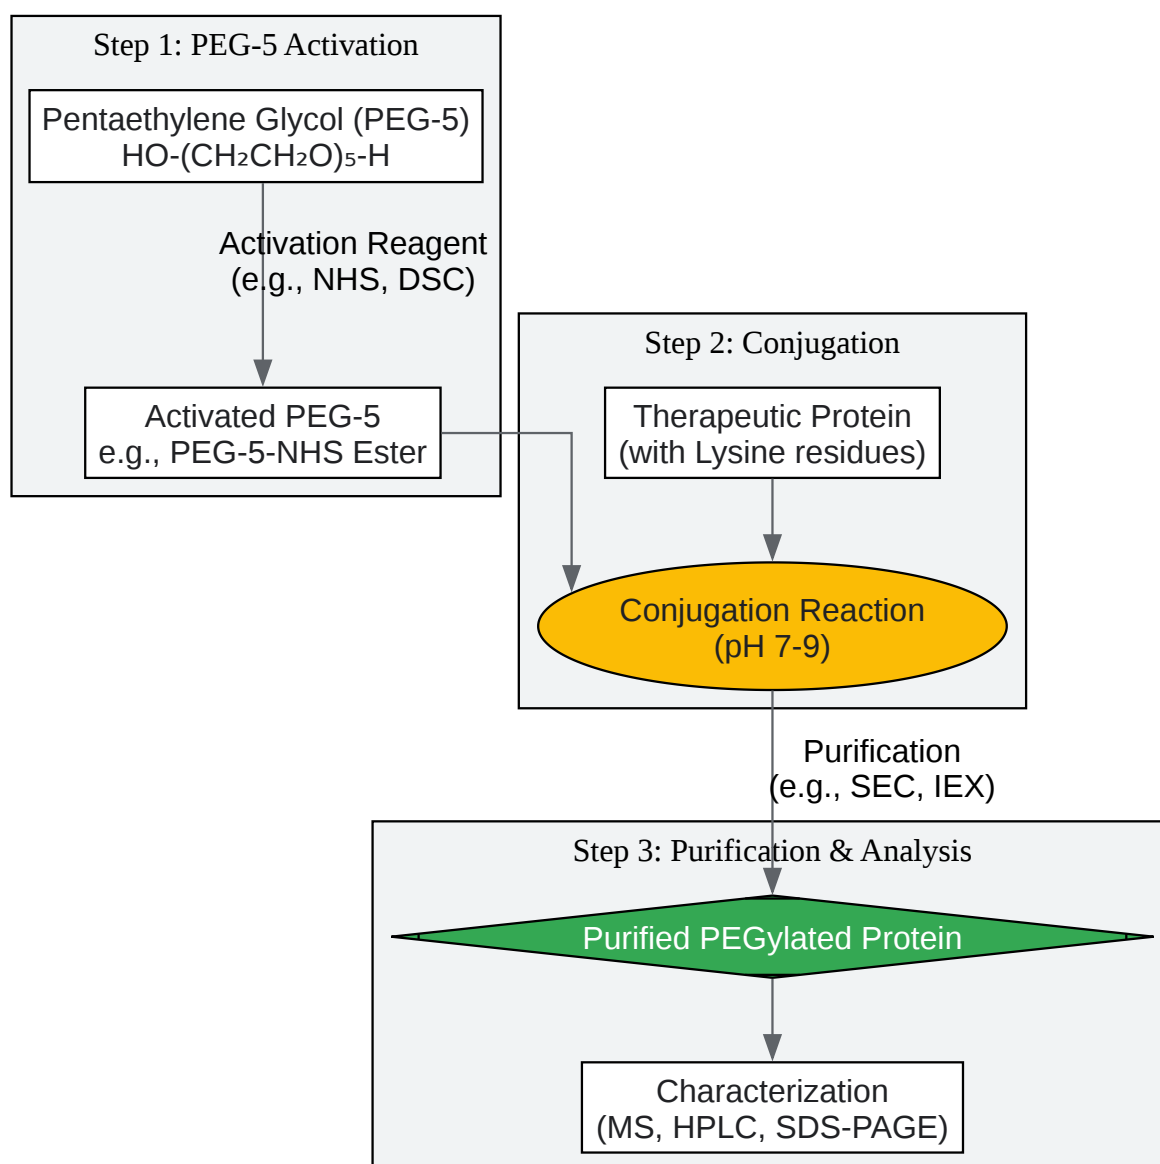 Step 1: PEG-5 Activation
Pentaethylene Glycol (PEG-5)
HO-(CH₂CH₂O)₅-H
Activation Reagent
(e.g., NHS, DSC)
Activated PEG-5
e.g., PEG-5-NHS Ester
Step 2: Conjugation
Therapeutic Protein
(with Lysine residues)
Conjugation Reaction
(pH 7-9)
Purification
(e.g., SEC, IEX)
Step 3: Purification & Analysis
Purified PEGylated Protein
Characterization
(MS, HPLC, SDS-PAGE)